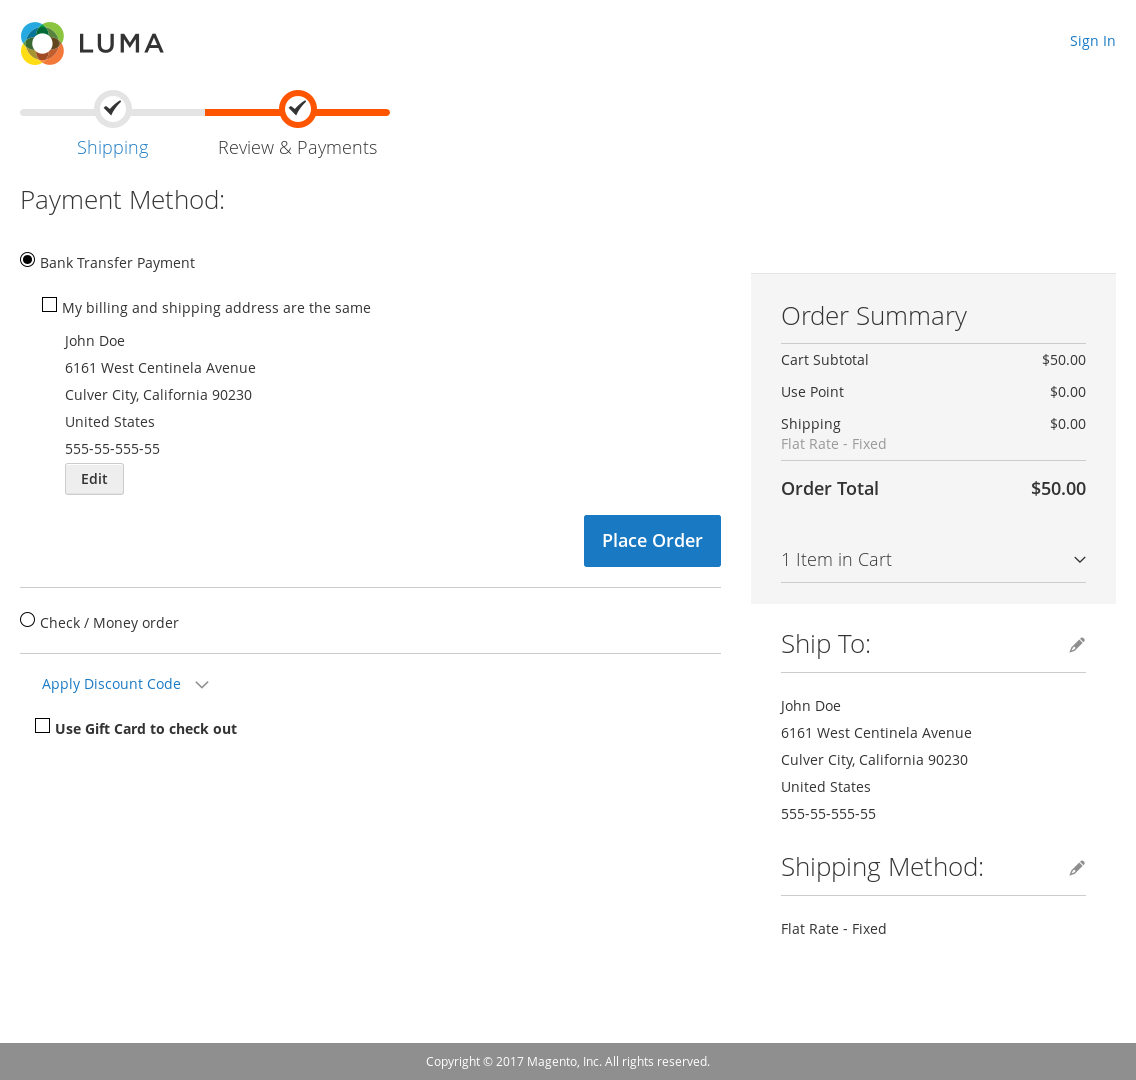 LUMA
Sign In
Shipping
Review & Payments
Payment Method:
Bank Transfer Payment
My billing and shipping address are the same
John Doe
6161 West Centinela Avenue
Culver City, California 90230
United States
555-55-555-55
Edit
Place Order
Check / Money order
Apply Discount Code
Use Gift Card to check out
Order Summary
Cart Subtotal $50.00
Use Point $0.00
Shipping $0.00
Flat Rate - Fixed
Order Total $50.00
1 Item in Cart
Ship To:
John Doe
6161 West Centinela Avenue
Culver City, California 90230
United States
555-55-555-55
Shipping Method:
Flat Rate - Fixed
Copyright © 2017 Magento, Inc. All rights reserved.